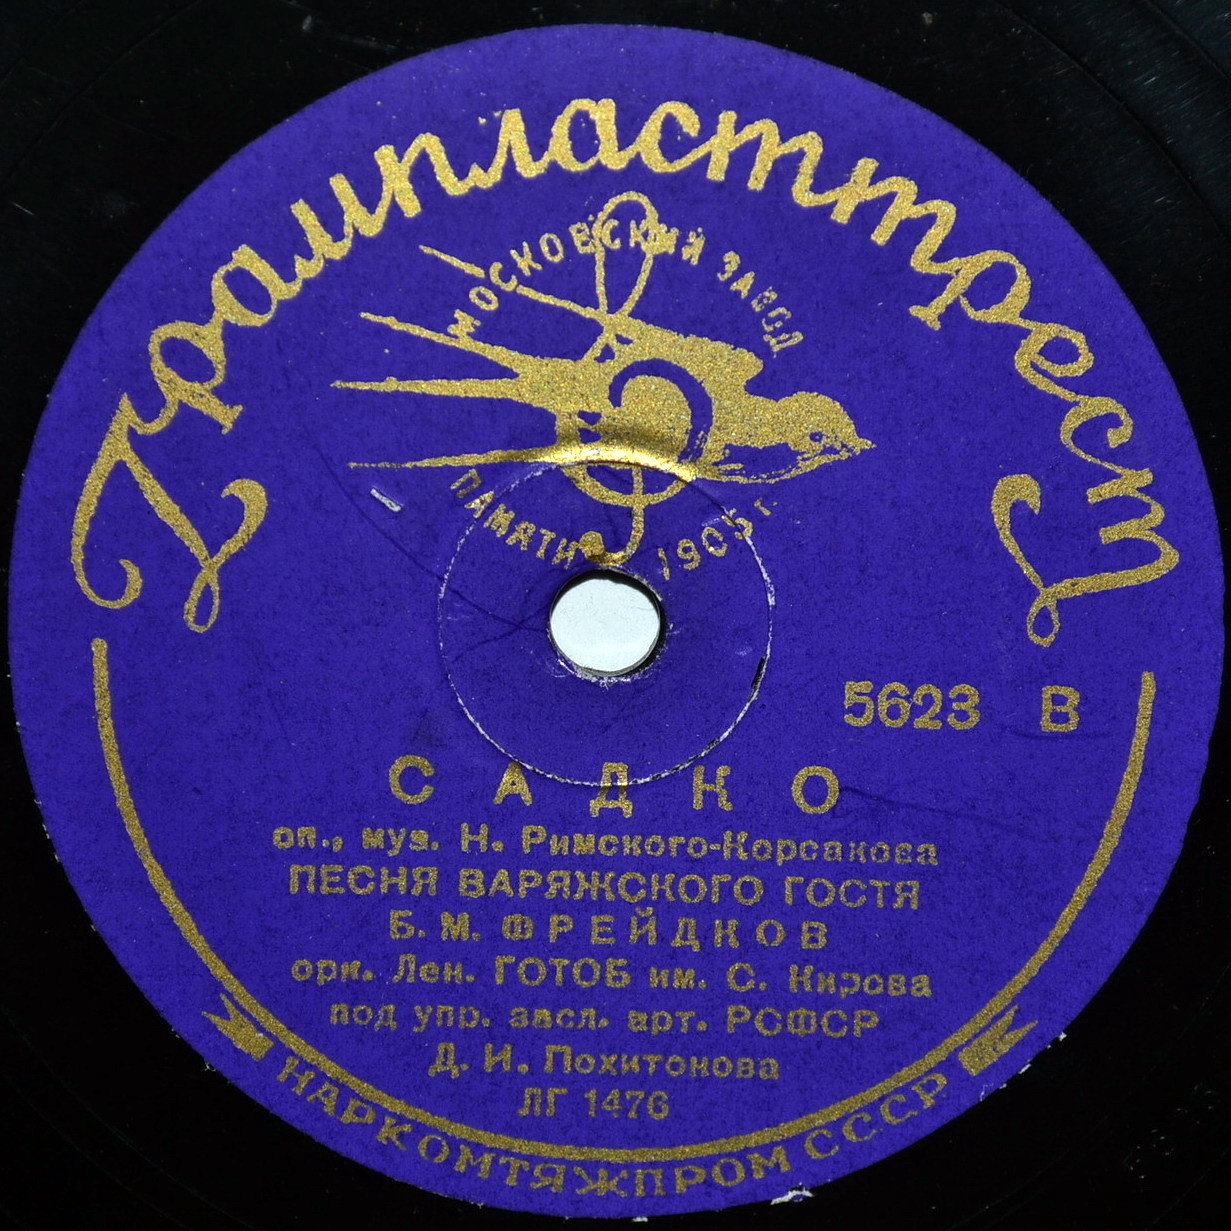 Грампласттрест
МОСКОВСКИЙ ЗАВОД
ПАМЯТИ 1905 г.
5623 В
САДКО
оп., муз. Н. Римского-Корсакова
ПЕСНЯ ВАРЯЖСКОГО ГОСТЯ
Б. М. ФРЕЙДКОВ
орк. Лен. ГОТОБ им. С. Кирова
под упр. засл. арт. РСФСР
Д. И. Похитонова
ЛГ 1476
НАРКОМТЯЖПРОМ СССР